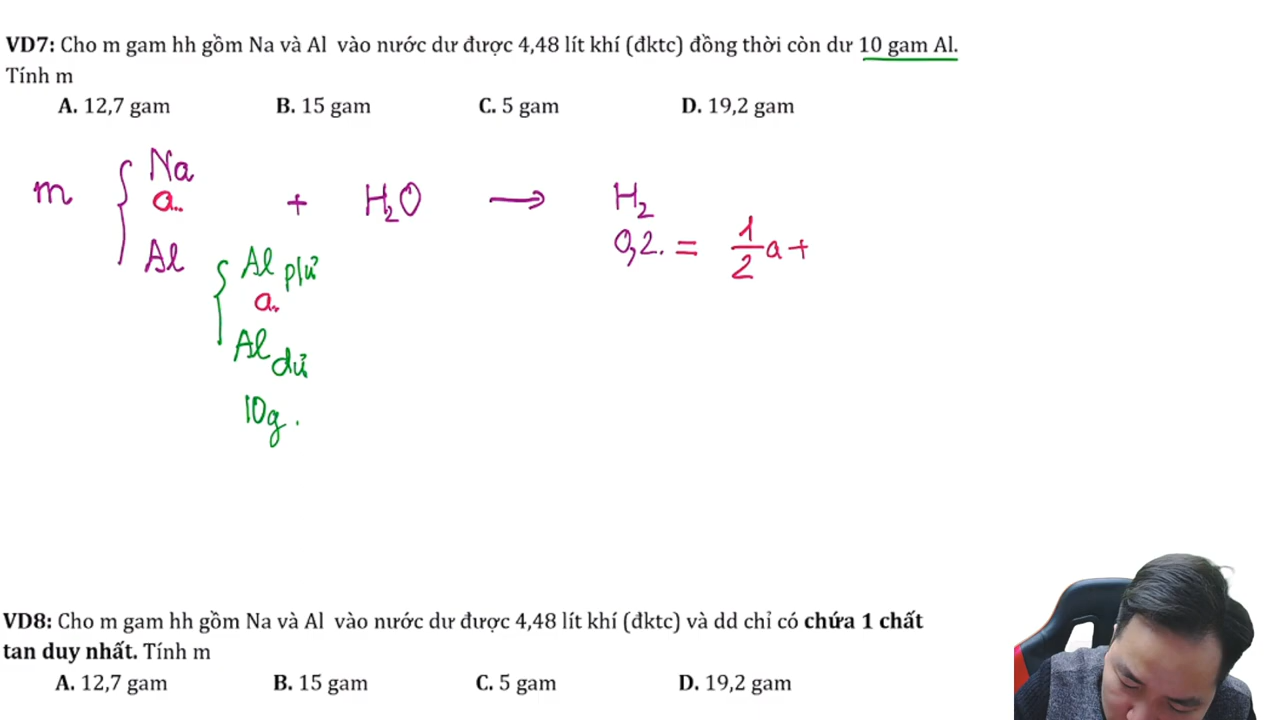 VD7: Cho m gam hh gồm Na và Al vào nước dư được 4,48 lít khí (đktc) đồng thời còn dư 10 gam Al.
Tính m
A. 12,7 gam B. 15 gam C. 5 gam D. 19,2 gam
m { Na + H₂O → H₂
a.. 0,2. = 1/2 a +
Al { Al p/ư
a.
Al dư
10g.
VD8: Cho m gam hh gồm Na và Al vào nước dư được 4,48 lít khí (đktc) và dd chỉ có chứa 1 chất
tan duy nhất. Tính m
A. 12,7 gam B. 15 gam C. 5 gam D. 19,2 gam